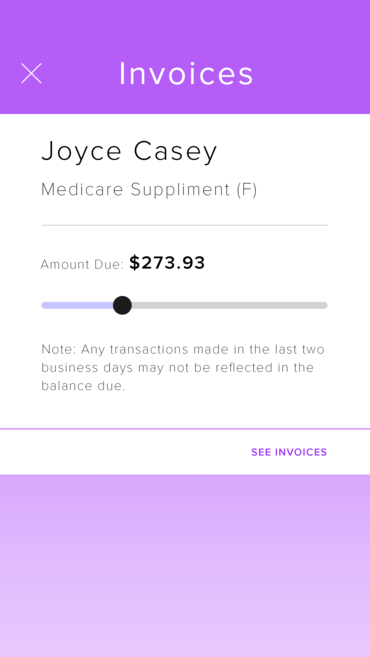 Invoices
Joyce Casey
Medicare Suppliment (F)
Amount Due: $273.93
Note: Any transactions made in the last two
business days may not be reflected in the
balance due.
SEE INVOICES